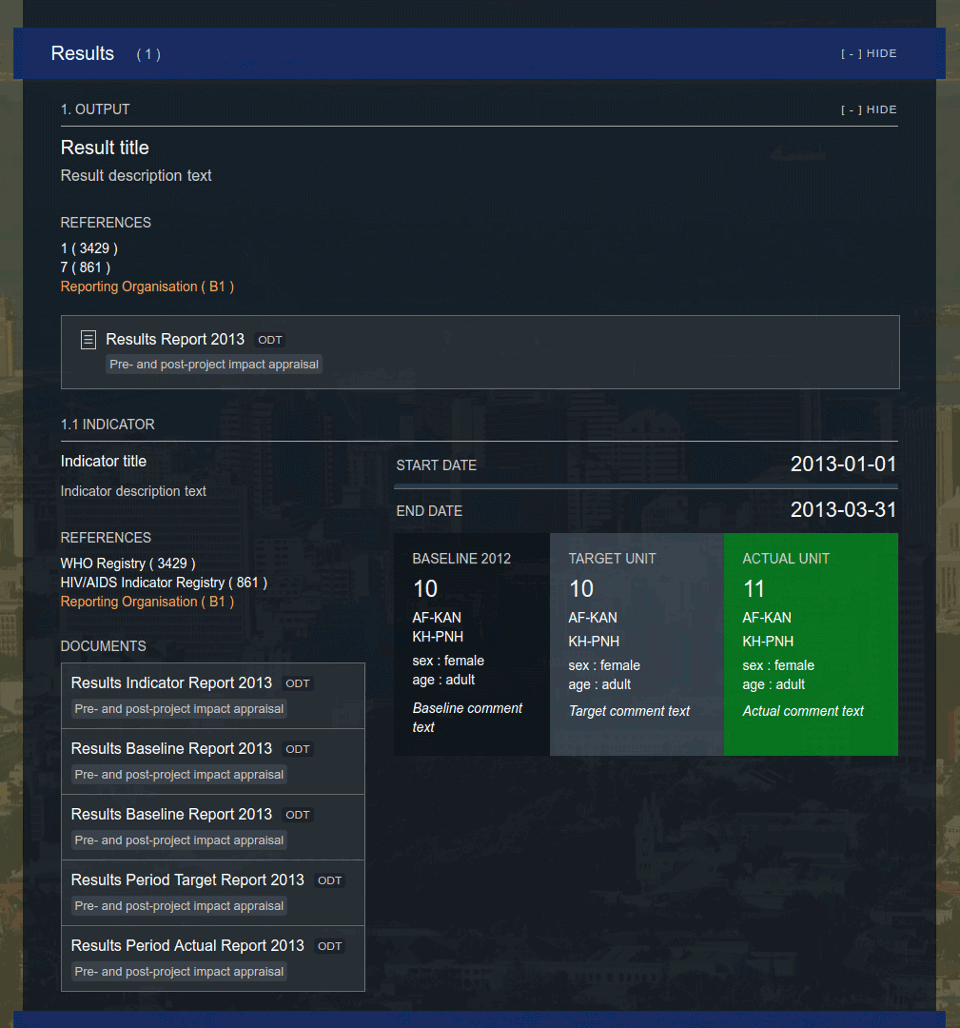 Results ( 1 ) [ - ] HIDE
1. OUTPUT [ - ] HIDE
Result title
Result description text
REFERENCES
1 ( 3429 )
7 ( 861 )
Reporting Organisation ( B1 )
Results Report 2013 ODT
Pre- and post-project impact appraisal
1.1 INDICATOR
Indicator title
Indicator description text
REFERENCES
WHO Registry ( 3429 )
HIV/AIDS Indicator Registry ( 861 )
Reporting Organisation ( B1 )
DOCUMENTS
Results Indicator Report 2013 ODT
Pre- and post-project impact appraisal
Results Baseline Report 2013 ODT
Pre- and post-project impact appraisal
Results Baseline Report 2013 ODT
Pre- and post-project impact appraisal
Results Period Target Report 2013 ODT
Pre- and post-project impact appraisal
Results Period Actual Report 2013 ODT
Pre- and post-project impact appraisal
START DATE 2013-01-01
END DATE 2013-03-31
BASELINE 2012
10
AF-KAN
KH-PNH
sex : female
age : adult
Baseline comment
text
TARGET UNIT
10
AF-KAN
KH-PNH
sex : female
age : adult
Target comment text
ACTUAL UNIT
11
AF-KAN
KH-PNH
sex : female
age : adult
Actual comment text